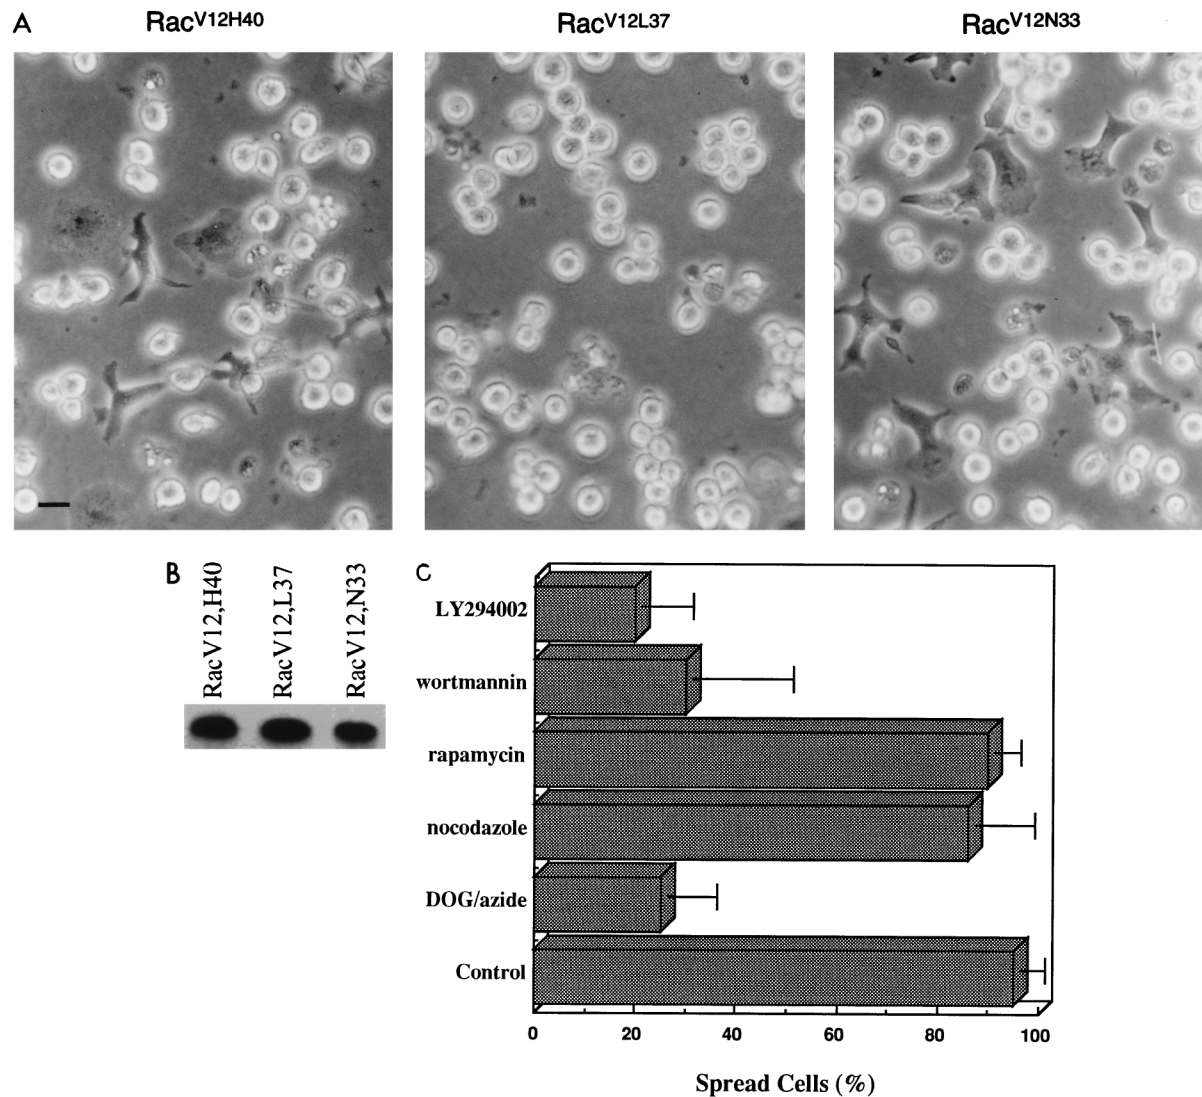 A
RacV12H40
RacV12L37
RacV12N33
B
RacV12,H40
RacV12,L37
RacV12,N33
C
LY294002
wortmannin
rapamycin
nocodazole
DOG/azide
Control
0 20 40 60 80 100
Spread Cells (%)